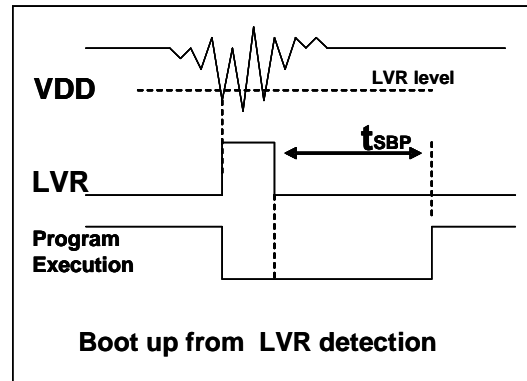 LVR level
VDD
tSBP
LVR
Program
Execution
Boot up from LVR detection